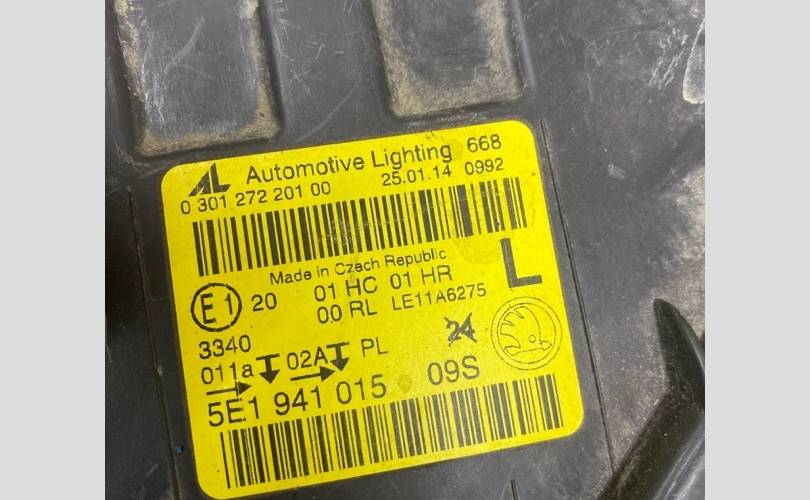 AL Automotive Lighting 668
0 301 272 201 00 25.01.14 0992
Made in Czech Republic
L
E1 20 01 HC 01 HR
00 RL LE11A6275
3340 24
011a 02A PL
5E1 941 015 09S